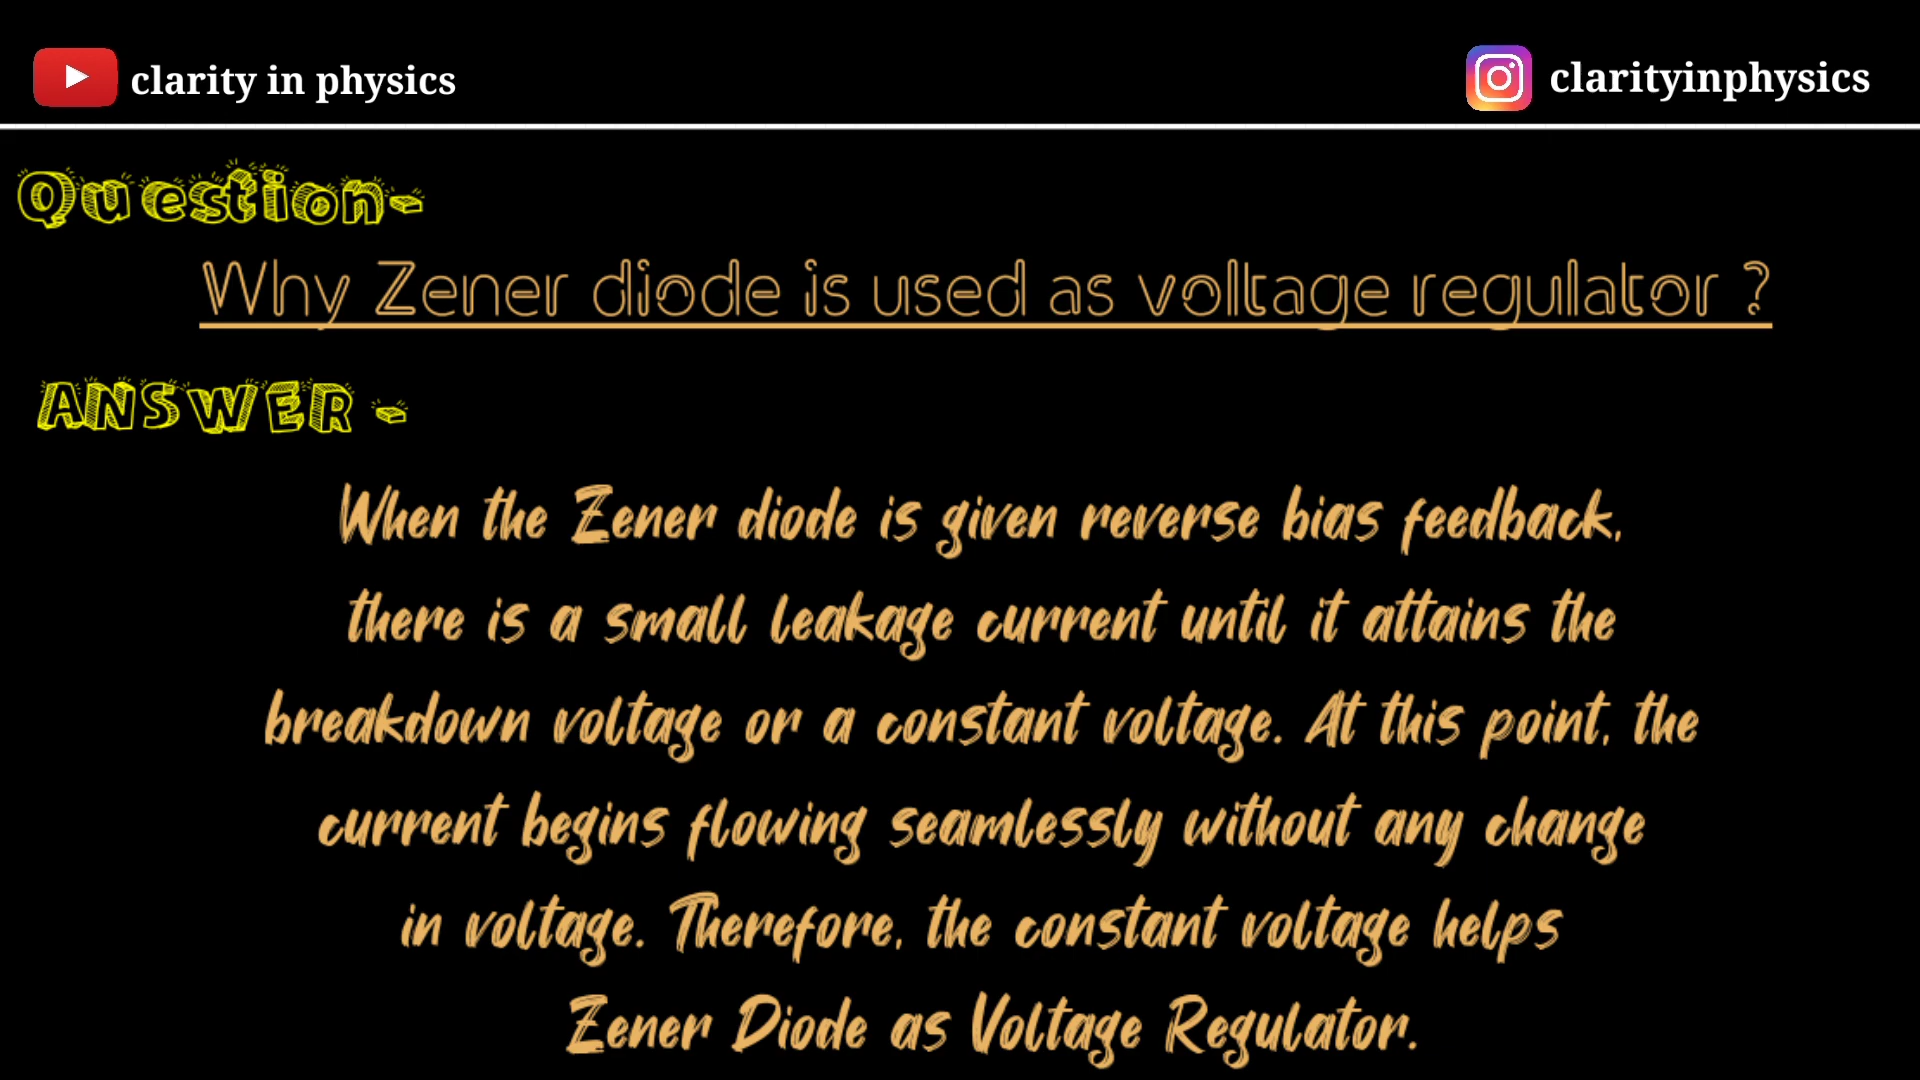 clarity in physics
clarityinphysics
Question-
Why Zener diode is used as voltage regulator ?
ANSWER -
When the Zener diode is given reverse bias feedback,
there is a small leakage current until it attains the
breakdown voltage or a constant voltage. At this point, the
current begins flowing seamlessly without any change
in voltage. Therefore, the constant voltage helps
Zener Diode as Voltage Regulator.